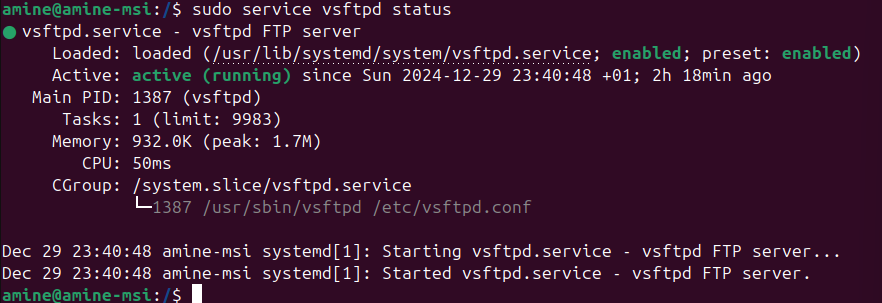 amine@amine-msi:/$ sudo service vsftpd status
● vsftpd.service - vsftpd FTP server
     Loaded: loaded (/usr/lib/systemd/system/vsftpd.service; enabled; preset: enabled)
     Active: active (running) since Sun 2024-12-29 23:40:48 +01; 2h 18min ago
   Main PID: 1387 (vsftpd)
      Tasks: 1 (limit: 9983)
     Memory: 932.0K (peak: 1.7M)
        CPU: 50ms
     CGroup: /system.slice/vsftpd.service
             └─1387 /usr/sbin/vsftpd /etc/vsftpd.conf

Dec 29 23:40:48 amine-msi systemd[1]: Starting vsftpd.service - vsftpd FTP server...
Dec 29 23:40:48 amine-msi systemd[1]: Started vsftpd.service - vsftpd FTP server.
amine@amine-msi:/$